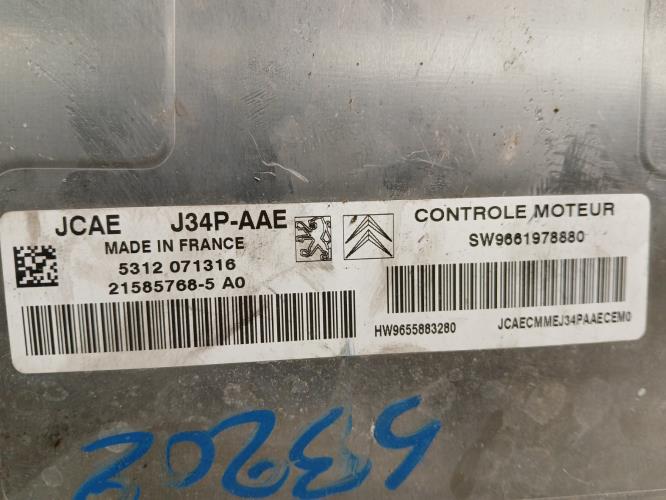 JCAE J34P-AAE
MADE IN FRANCE
5312 071316
21585768-5 A0
CONTROLE MOTEUR
SW9661978880
HW9655883280 JCAECMMEJ34PAAECEM0